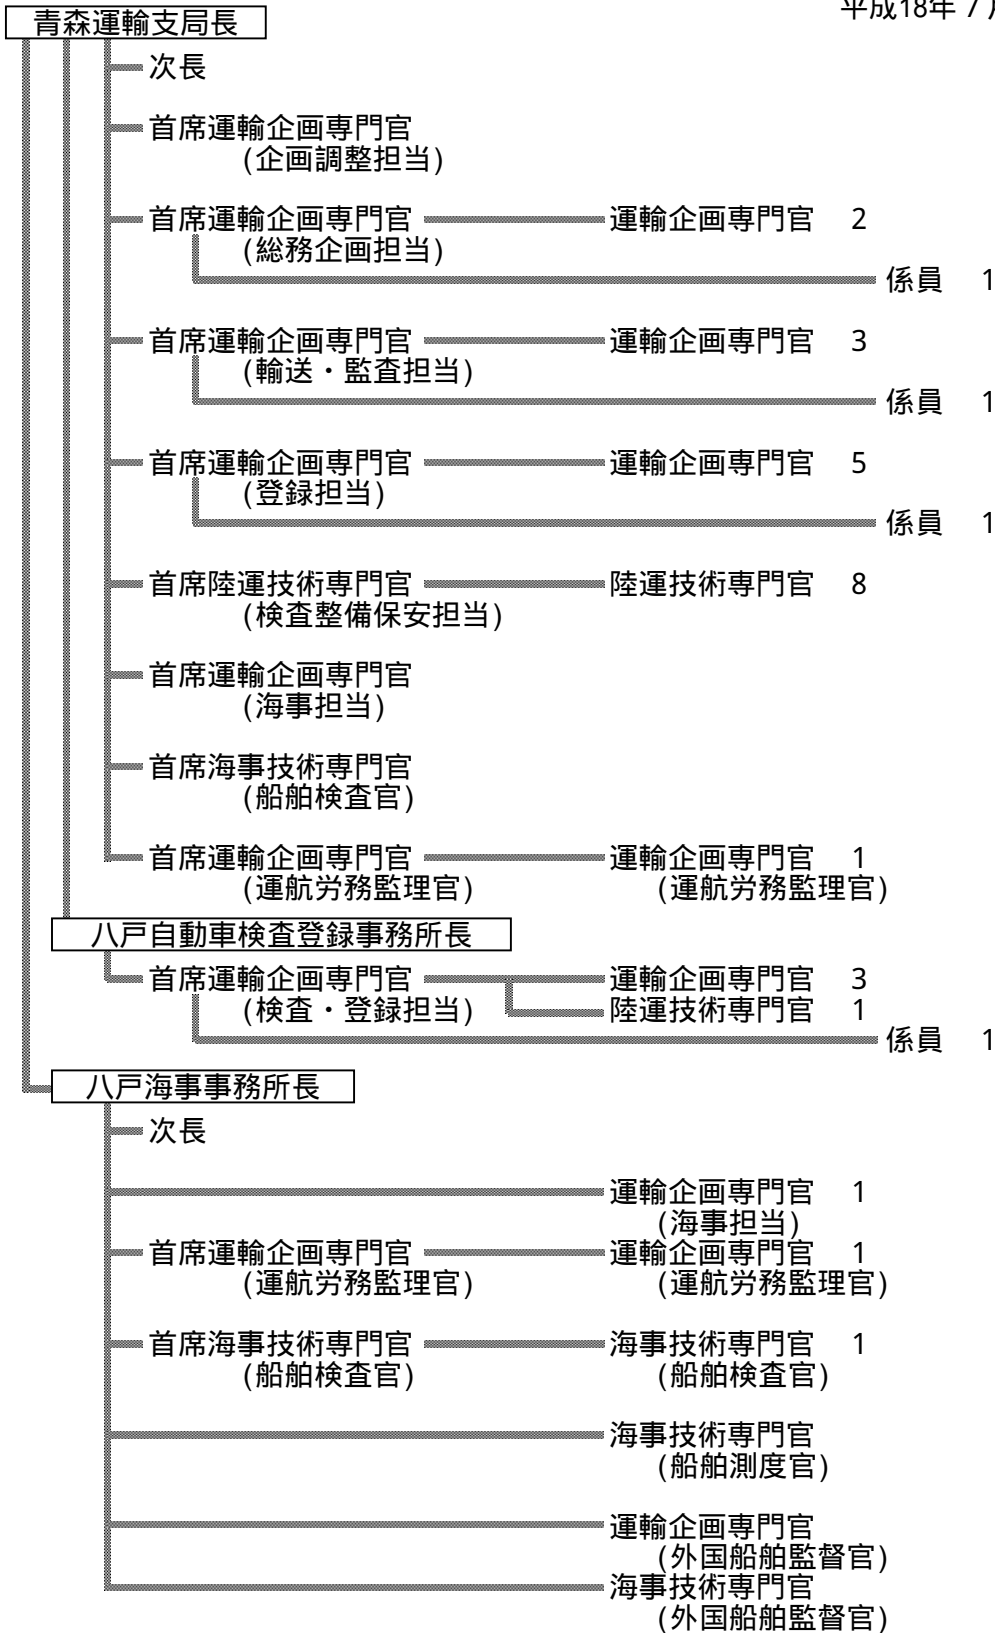 平成18年7月
青森運輸支局長
次長
首席運輸企画専門官
(企画調整担当)
首席運輸企画専門官 運輸企画専門官 2
(総務企画担当)
係員 1
首席運輸企画専門官 運輸企画専門官 3
(輸送・監査担当)
係員 1
首席運輸企画専門官 運輸企画専門官 5
(登録担当)
係員 1
首席陸運技術専門官 陸運技術専門官 8
(検査整備保安担当)
首席運輸企画専門官
(海事担当)
首席海事技術専門官
(船舶検査官)
首席運輸企画専門官 運輸企画専門官 1
(運航労務監理官) (運航労務監理官)
八戸自動車検査登録事務所長
首席運輸企画専門官 運輸企画専門官 3
(検査・登録担当) 陸運技術専門官 1
係員 1
八戸海事事務所長
次長
運輸企画専門官 1
(海事担当)
首席運輸企画専門官 運輸企画専門官 1
(運航労務監理官) (運航労務監理官)
首席海事技術専門官 海事技術専門官 1
(船舶検査官) (船舶検査官)
海事技術専門官
(船舶測度官)
運輸企画専門官
(外国船舶監督官)
海事技術専門官
(外国船舶監督官)